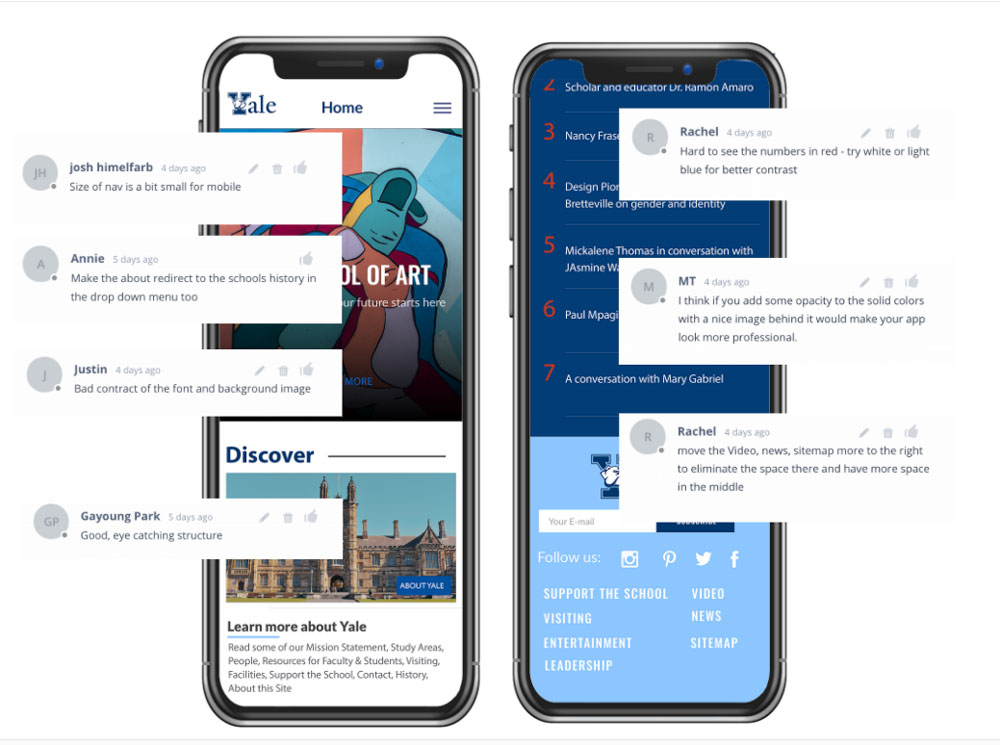 Yale
Home
JH
josh himelfarb 4 days ago
Size of nav is a bit small for mobile
A
Annie 5 days ago
Make the about redirect to the schools history in
the drop down menu too
OL OF ART
our future starts here
J
Justin 4 days ago
Bad contract of the font and background image
MORE
Discover
GP
Gayoung Park 5 days ago
Good, eye catching structure
ABOUT YALE
Learn more about Yale
Read some of our Mission Statement, Study Areas,
People, Resources for Faculty & Students, Visiting,
Facilities, Support the School, Contact, History,
About this Site
2 Scholar and educator Dr. Ramon Amaro
R
Rachel 4 days ago
Hard to see the numbers in red - try white or light
blue for better contrast
3 Nancy Frase
4 Design Pion
Bretteville on gender and identity
5 Mickalene Thomas in conversation with
JAsmine Wa
M
MT 4 days ago
I think if you add some opacity to the solid colors
with a nice image behind it would make your app
look more professional.
6 Paul Mpagi
7 A conversation with Mary Gabriel
R
Rachel 4 days ago
move the Video, news, sitemap more to the right
to eliminate the space there and have more space
in the middle
Y
Your E-mail
SUBSCRIBE
Follow us:
SUPPORT THE SCHOOL VIDEO
VISITING NEWS
ENTERTAINMENT SITEMAP
LEADERSHIP